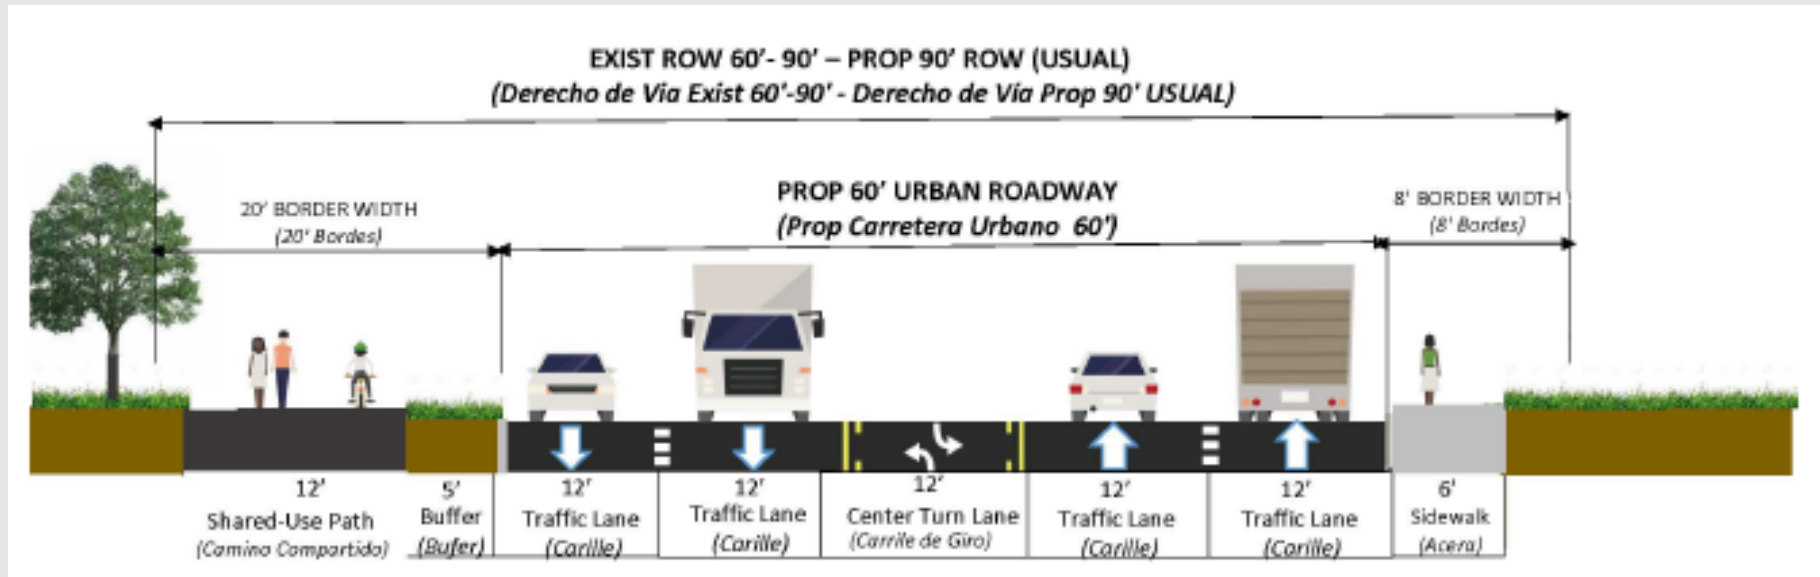 EXIST ROW 60'- 90' – PROP 90' ROW (USUAL)
(Derecho de Via Exist 60'-90' - Derecho de Vía Prop 90' USUAL)
20' BORDER WIDTH
(20' Bordes)
PROP 60' URBAN ROADWAY
(Prop Carretera Urbano 60')
8' BORDER WIDTH
(8' Bordes)
12'
Shared-Use Path
(Camino Compartido)
5'
Buffer
(Bufer)
12'
Traffic Lane
(Carille)
12'
Traffic Lane
(Carille)
12'
Center Turn Lane
(Carrile de Giro)
12'
Traffic Lane
(Carille)
12'
Traffic Lane
(Carille)
6'
Sidewalk
(Acera)